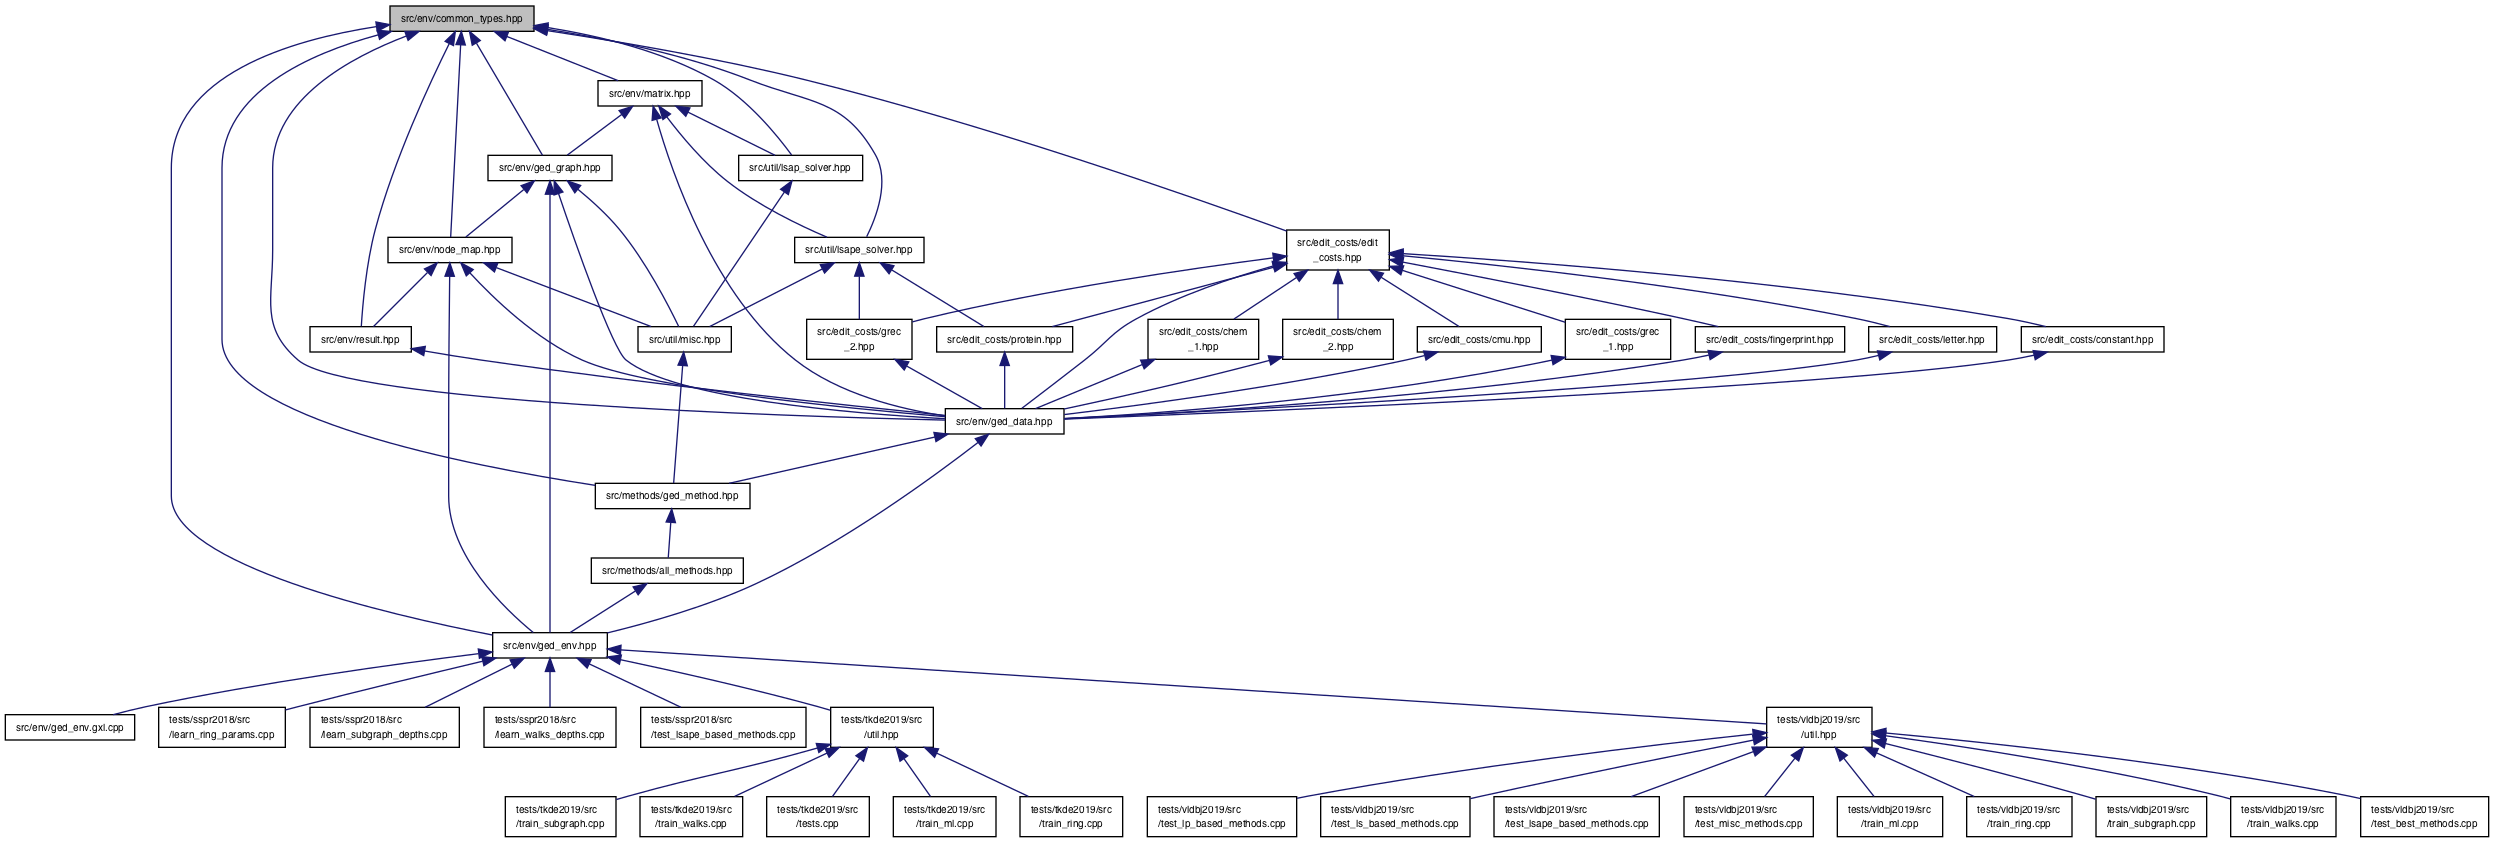 src/env/common_types.hpp
src/env/matrix.hpp
src/env/ged_graph.hpp
src/util/lsap_solver.hpp
src/env/node_map.hpp
src/util/lsape_solver.hpp
src/edit_costs/edit
_costs.hpp
src/env/result.hpp
src/util/misc.hpp
src/edit_costs/grec
_2.hpp
src/edit_costs/protein.hpp
src/edit_costs/chem
_1.hpp
src/edit_costs/chem
_2.hpp
src/edit_costs/cmu.hpp
src/edit_costs/grec
_1.hpp
src/edit_costs/fingerprint.hpp
src/edit_costs/letter.hpp
src/edit_costs/constant.hpp
src/env/ged_data.hpp
src/methods/ged_method.hpp
src/methods/all_methods.hpp
src/env/ged_env.hpp
src/env/ged_env.gxl.cpp
tests/sspr2018/src
/learn_ring_params.cpp
tests/sspr2018/src
/learn_subgraph_depths.cpp
tests/sspr2018/src
/learn_walks_depths.cpp
tests/sspr2018/src
/test_lsape_based_methods.cpp
tests/tkde2019/src
/util.hpp
tests/vldbj2019/src
/util.hpp
tests/tkde2019/src
/train_subgraph.cpp
tests/tkde2019/src
/train_walks.cpp
tests/tkde2019/src
/tests.cpp
tests/tkde2019/src
/train_ml.cpp
tests/tkde2019/src
/train_ring.cpp
tests/vldbj2019/src
/test_lp_based_methods.cpp
tests/vldbj2019/src
/test_ls_based_methods.cpp
tests/vldbj2019/src
/test_lsape_based_methods.cpp
tests/vldbj2019/src
/test_misc_methods.cpp
tests/vldbj2019/src
/train_ml.cpp
tests/vldbj2019/src
/train_ring.cpp
tests/vldbj2019/src
/train_subgraph.cpp
tests/vldbj2019/src
/train_walks.cpp
tests/vldbj2019/src
/test_best_methods.cpp